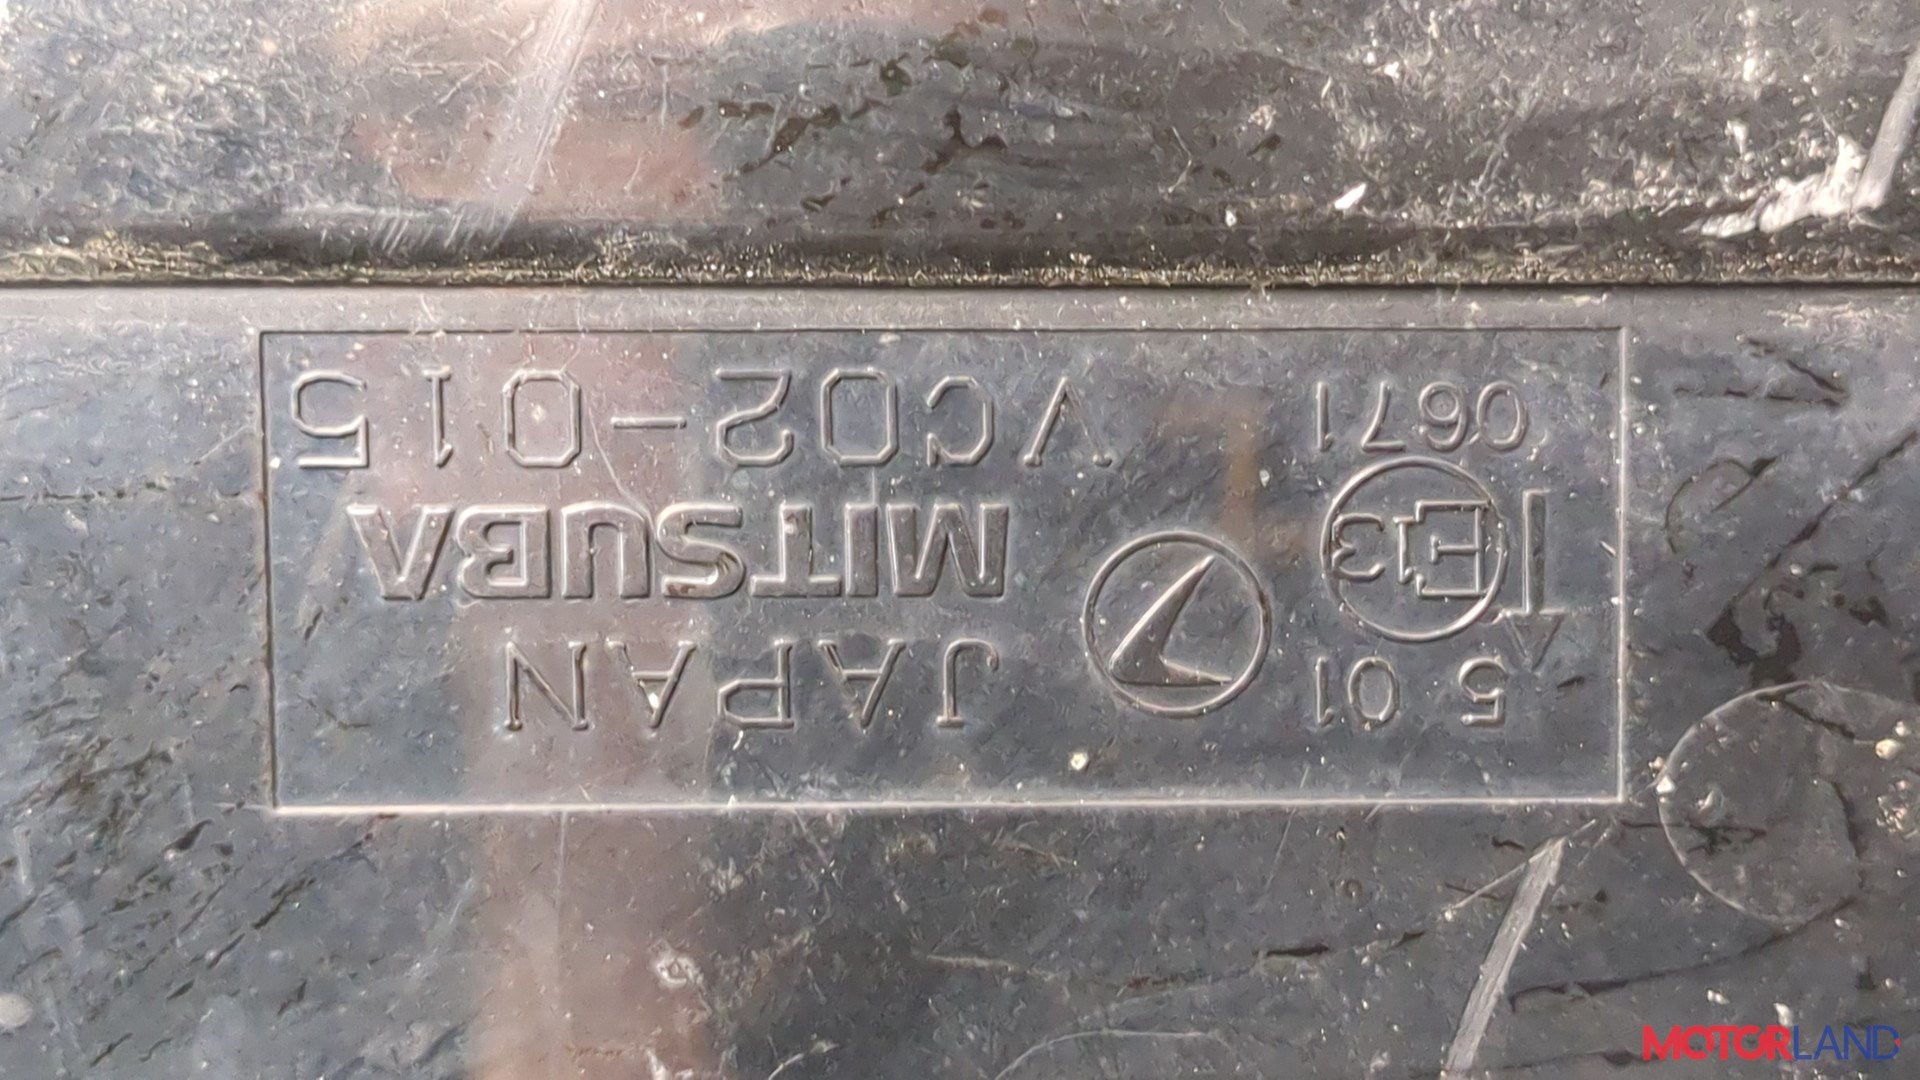 5 01
E13
0671
JAPAN
MITSUBA
VC02-015
MOTORLAND